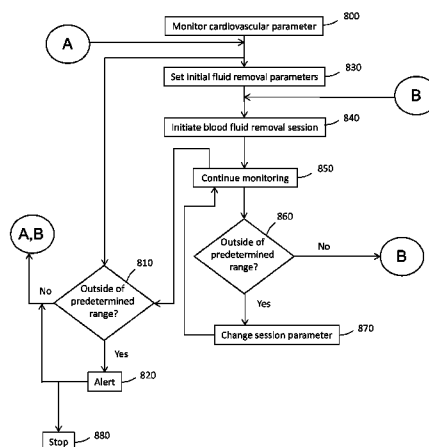 Monitor cardiovascular parameter
800
A
Set initial fluid removal parameters
830
B
840
Initiate blood fluid removal session
Continue monitoring
850
860
A,B
810
Outside of
predetermined
range?
No
B
No
Outside of
predetermined
range?
Yes
870
Change session parameter
Yes
Alert
820
Stop
880